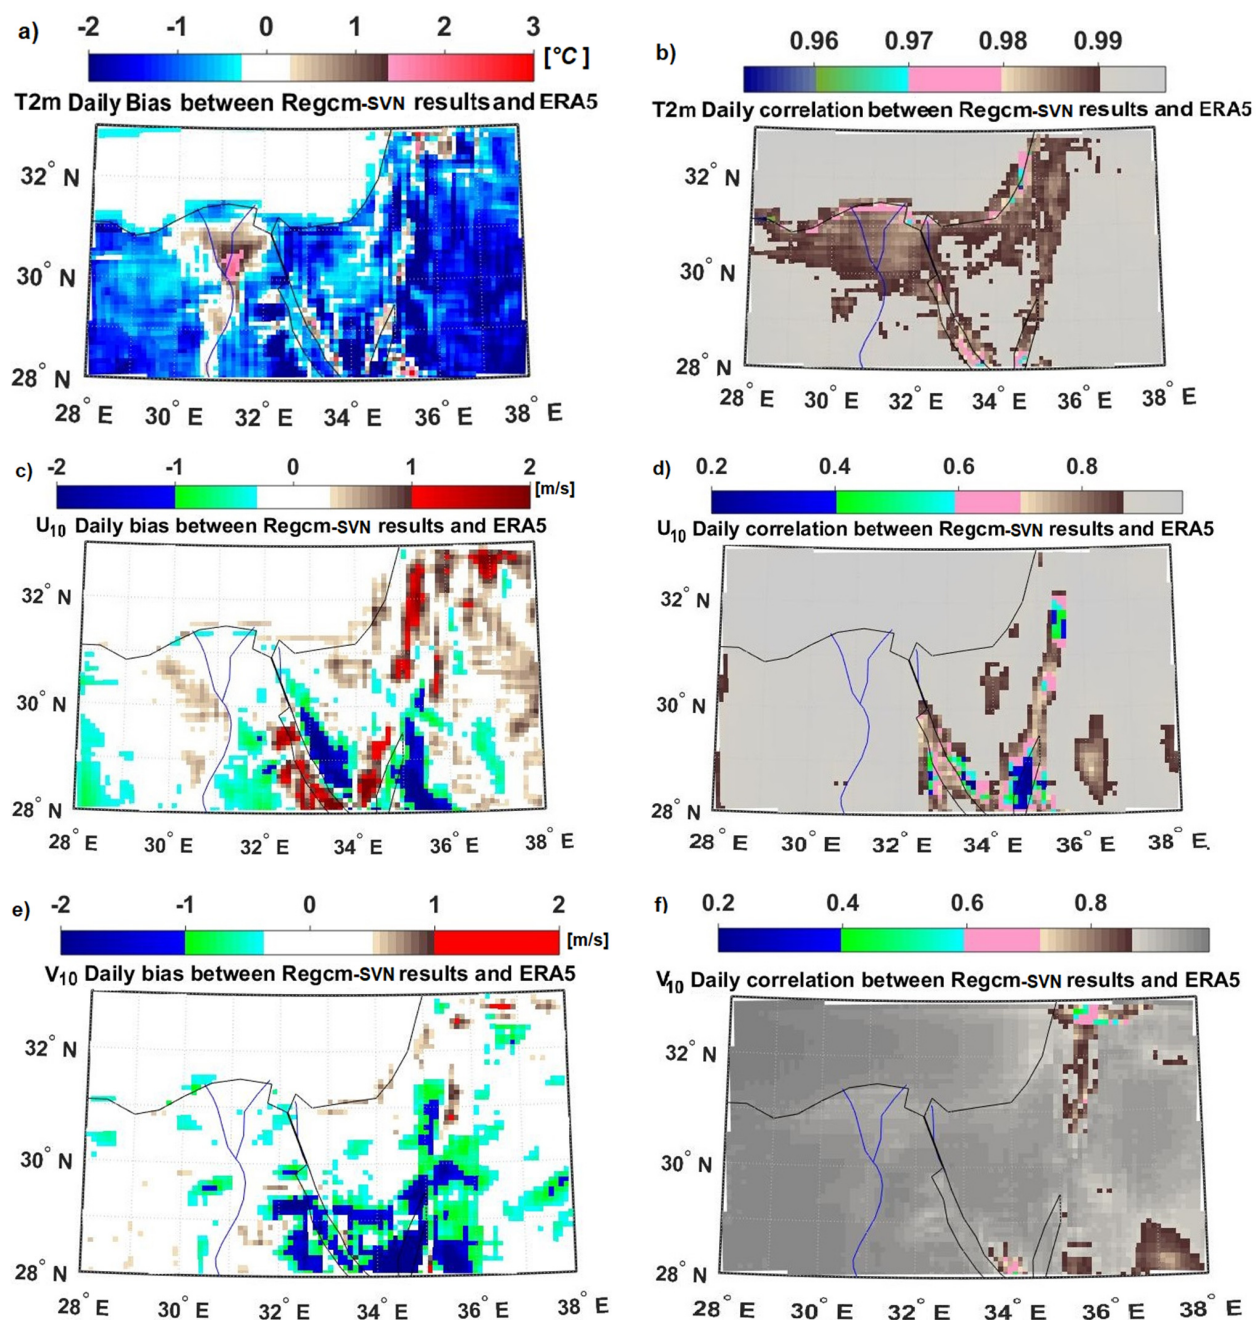 a) -2 -1 0 1 2 3 [°C]
T2m Daily Bias between Regcm-SVN results and ERA5
32° N
30° N
28° N
28° E 30° E 32° E 34° E 36° E 38° E
b) 0.96 0.97 0.98 0.99
T2m Daily correlation between Regcm-SVN results and ERA5
32° N
30° N
28° N
28° E 30° E 32° E 34° E 36° E 38° E
c) -2 -1 0 1 2 [m/s]
U10 Daily bias between Regcm-SVN results and ERA5
32° N
30° N
28° N
28° E 30° E 32° E 34° E 36° E 38° E
d) 0.2 0.4 0.6 0.8
U10 Daily correlation between Regcm-SVN results and ERA5
32° N
30° N
28° N
28° E 30° E 32° E 34° E 36° E 38° E.
e) -2 -1 0 1 2 [m/s]
V10 Daily bias between Regcm-SVN results and ERA5
32° N
30° N
28° N
28° E 30° E 32° E 34° E 36° E 38° E
f) 0.2 0.4 0.6 0.8
V10 Daily correlation between Regcm-SVN results and ERA5
32° N
30° N
28° N
28° E 30° E 32° E 34° E 36° E 38° E